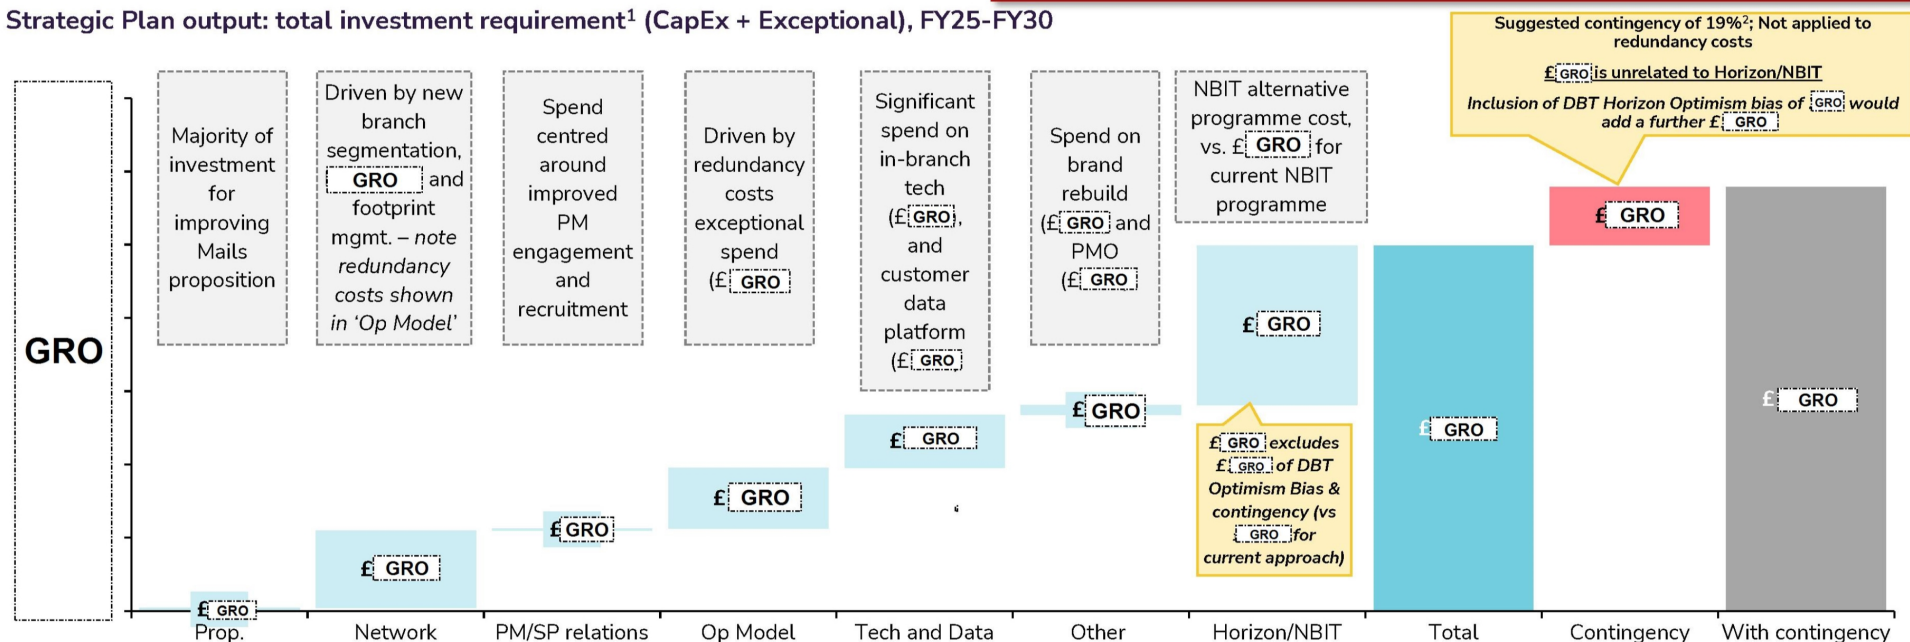 Strategic Plan output: total investment requirement¹ (CapEx + Exceptional), FY25-FY30
Suggested contingency of 19%²; Not applied to
redundancy costs
£GRO is unrelated to Horizon/NBIT
Inclusion of DBT Horizon Optimism bias of GRO would
add a further £ GRO
GRO
Majority of
investment
for
improving
Mails
proposition
Driven by new
branch
segmentation,
GRO and
footprint
mgmt. – note
redundancy
costs shown
in ‘Op Model’
Spend
centred
around
improved
PM
engagement
and
recruitment
Driven by
redundancy
costs
exceptional
spend
(£ GRO
Significant
spend on
in-branch
tech
(£GRO,
and
customer
data
platform
(£ GRO
Spend on
brand
rebuild
(£GRO and
PMO
(£ GRO
NBIT alternative
programme cost,
vs. £ GRO for
current NBIT
programme
£ GRO
£ GRO
£ GRO
£ GRO
£ GRO
£ GRO
£ GRO
£GRO excludes
£ GRO of DBT
Optimism Bias &
contingency (vs
GRO for
current approach)
£ GRO
£ GRO
£ GRO
Prop.
Network
PM/SP relations
Op Model
Tech and Data
Other
Horizon/NBIT
Total
Contingency
With contingency